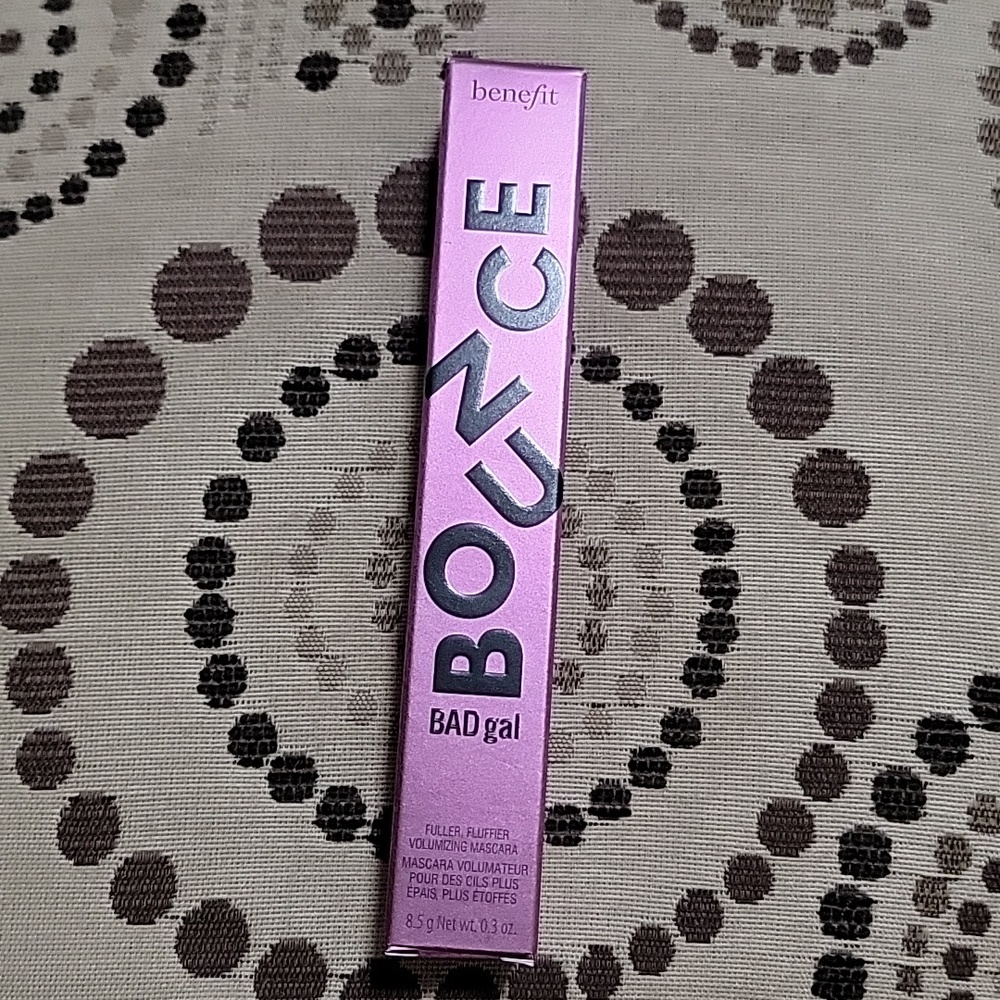 benefit
BOUNCE
BAD gal
FULLER, FLUFFIER
VOLUMIZING MASCARA
MASCARA VOLUMATEUR
POUR DES CILS PLUS
ÉPAIS, PLUS ÉTOFFÉS
8.5 g Net wt. 0.3 oz.